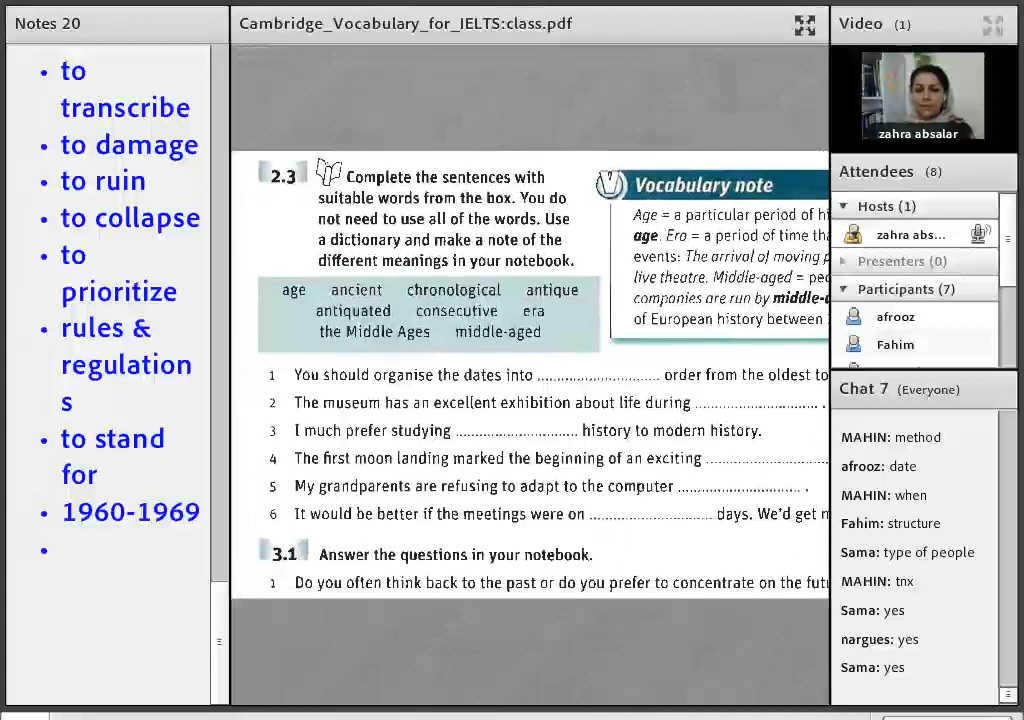 Notes 20
• to
transcribe
• to damage
• to ruin
• to collapse
• to
prioritize
• rules &
regulation
s
• to stand
for
• 1960-1969
•
Cambridge_Vocabulary_for_IELTS:class.pdf
2.3 Complete the sentences with
suitable words from the box. You do
not need to use all of the words. Use
a dictionary and make a note of the
different meanings in your notebook.
age ancient chronological antique
antiquated consecutive era
the Middle Ages middle-aged
Vocabulary note
Age = a particular period of hi
age. Era = a period of time tha
events: The arrival of moving p
live theatre. Middle-aged = peo
companies are run by middle-a
of European history between
1 You should organise the dates into ........................ order from the oldest to
2 The museum has an excellent exhibition about life during ........................ .
3 I much prefer studying ........................ history to modern history.
4 The first moon landing marked the beginning of an exciting ........................
5 My grandparents are refusing to adapt to the computer ........................ .
6 It would be better if the meetings were on ........................ days. We'd get m
3.1 Answer the questions in your notebook.
1 Do you often think back to the past or do you prefer to concentrate on the futu
Video (1)
zahra absalar
Attendees (8)
Hosts (1)
zahra abs...
Presenters (0)
Participants (7)
afrooz
Fahim
Chat 7 (Everyone)
MAHIN: method
afrooz: date
MAHIN: when
Fahim: structure
Sama: type of people
MAHIN: tnx
Sama: yes
nargues: yes
Sama: yes